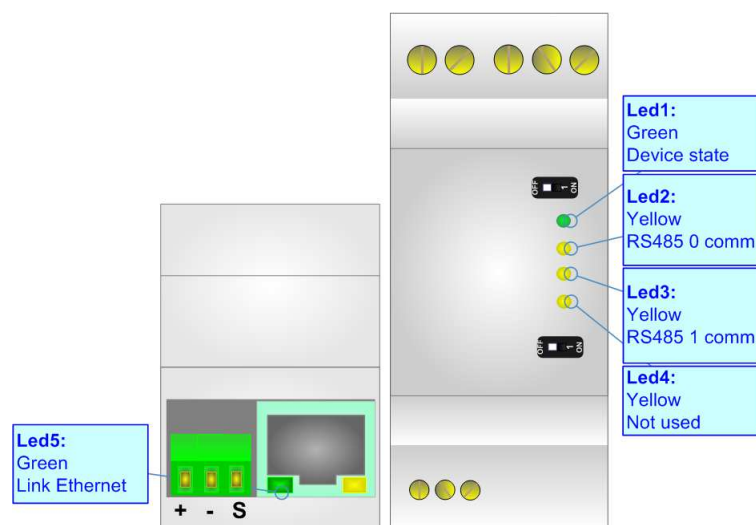 Led1:
Green
Device state
OFF
1
ON
Led2:
Yellow
RS485 0 comm
Led3:
Yellow
RS485 1 comm
OFF
1
ON
Led4:
Yellow
Not used
Led5:
Green
Link Ethernet
+ - S